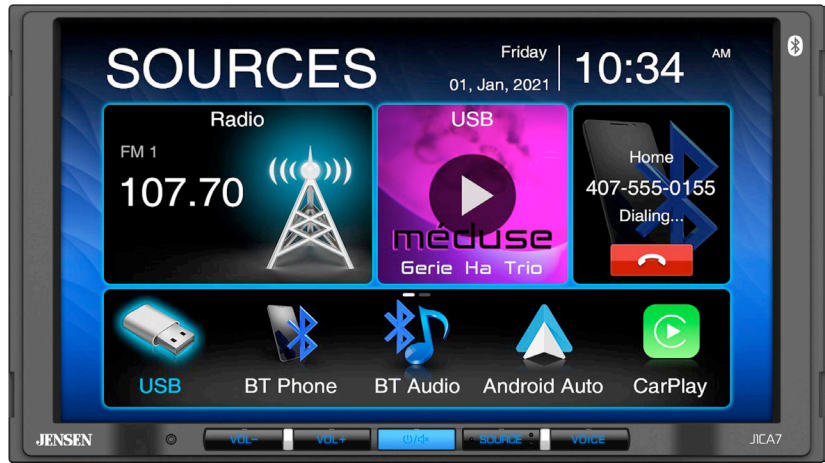 SOURCES
Friday
01, Jan, 2021
10:34
AM
Radio
FM 1
107.70
USB
méduse
Gerie Ha Trio
Home
407-555-0155
Dialing...
USB
BT Phone
BT Audio
Android Auto
CarPlay
JENSEN
VOL-
VOL+
SOURCE
VOICE
J1CA7